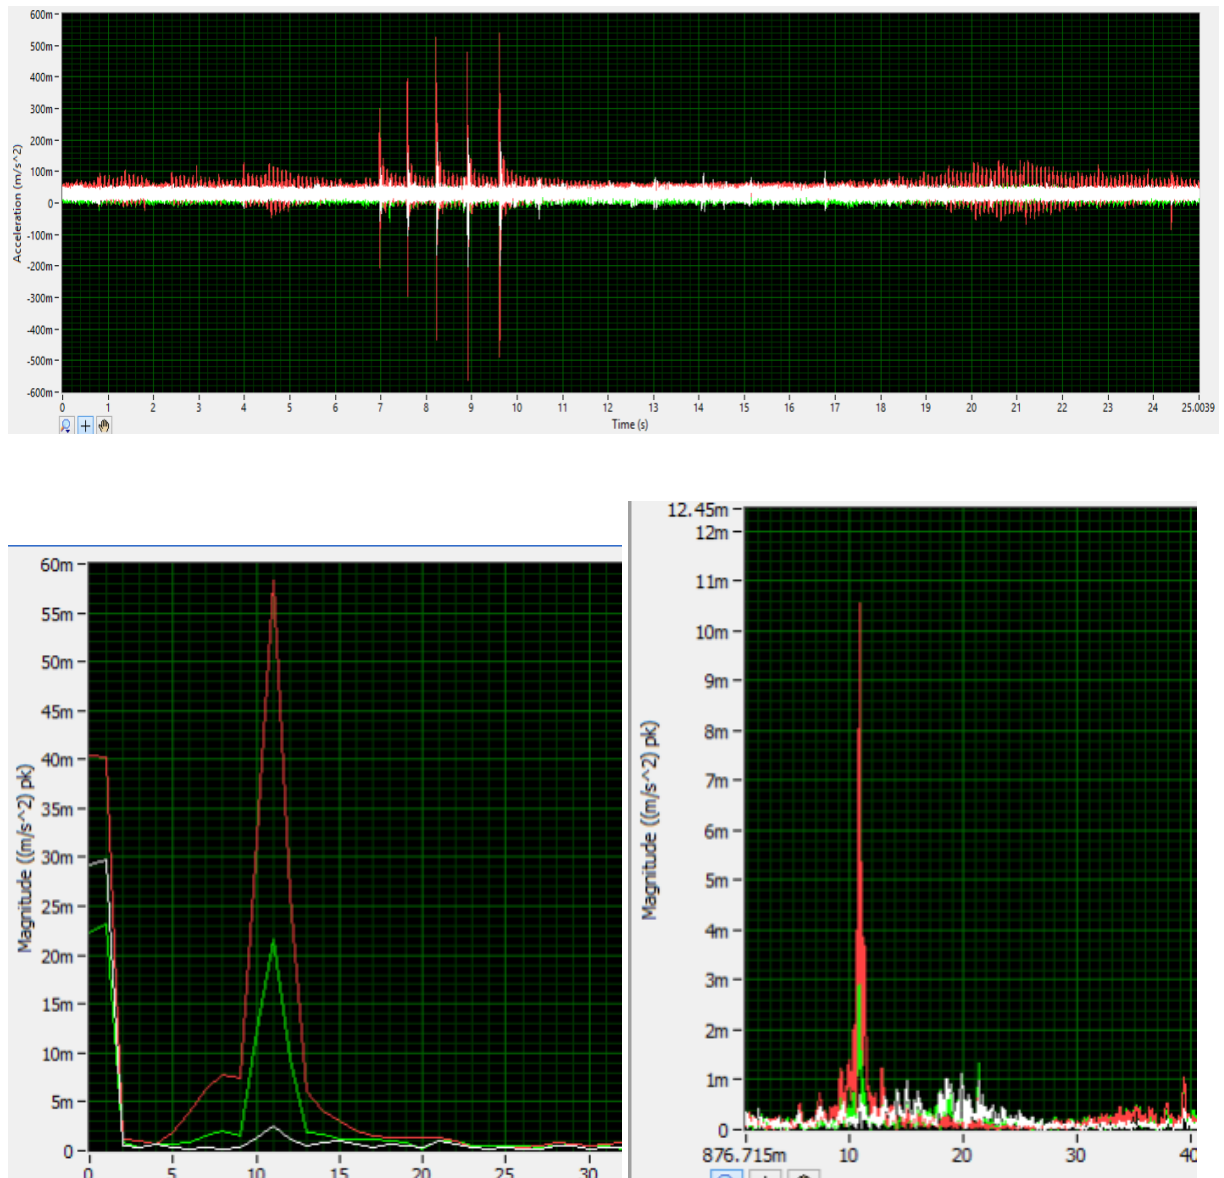 600m
500m
400m
300m
200m
100m
0
-100m
-200m
-300m
-400m
-500m
-600m
Acceleration (m/s^2)
0 1 2 3 4 5 6 7 8 9 10 11 12 13 14 15 16 17 18 19 20 21 22 23 24 25.0039
Time (s)
60m
55m
50m
45m
40m
35m
30m
25m
20m
15m
10m
5m
0
Magnitude ((m/s^2) pk)
0 5 10 15 20 25 30
12.45m
12m
11m
10m
9m
8m
7m
6m
5m
4m
3m
2m
1m
0
Magnitude ((m/s^2) pk)
876.715m 10 20 30 40